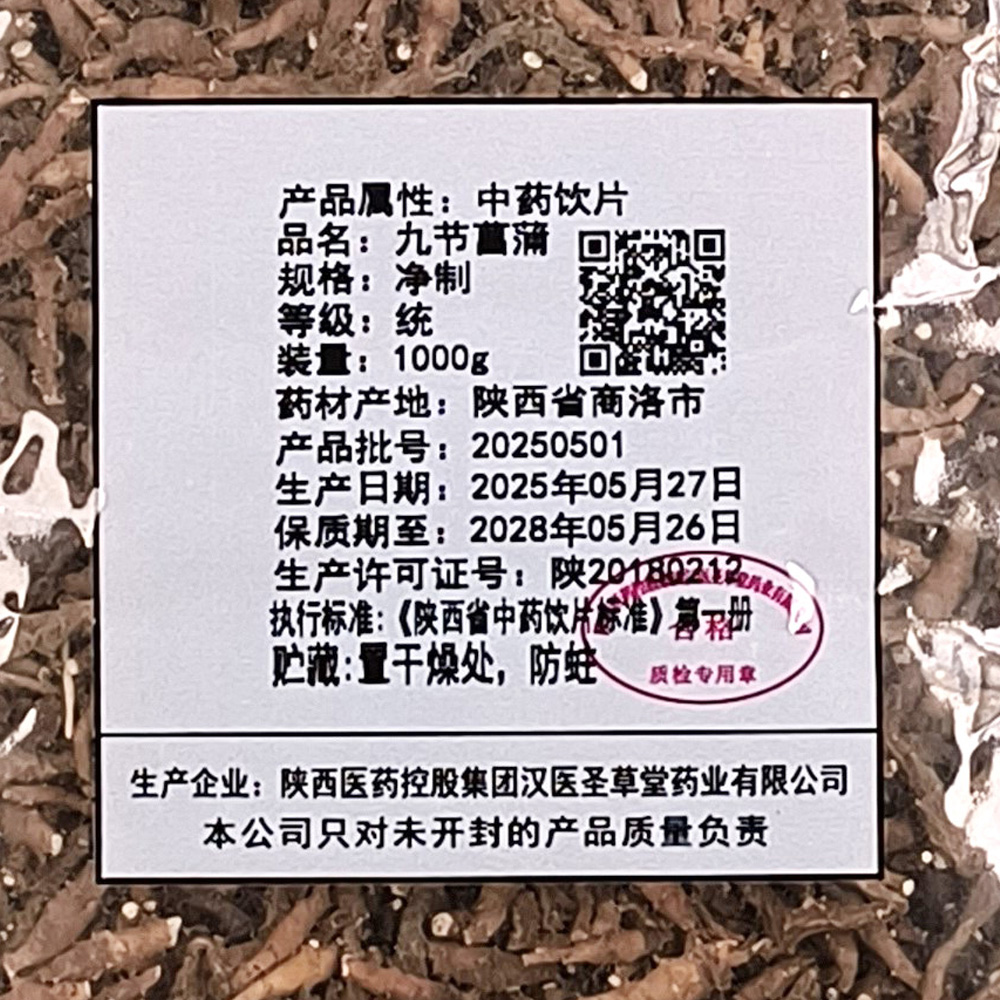 产品属性：中药饮片
品名：九节菖蒲
规格：净制
等级：统
装量：1000g
药材产地：陕西省商洛市
产品批号：20250501
生产日期：2025年05月27日
保质期至：2028年05月26日
生产许可证号：陕20180212
执行标准：《陕西省中药饮片标准》第一册
贮藏：置干燥处，防蛀
合格
质检专用章
生产企业：陕西医药控股集团汉医圣草堂药业有限公司
本公司只对未开封的产品质量负责